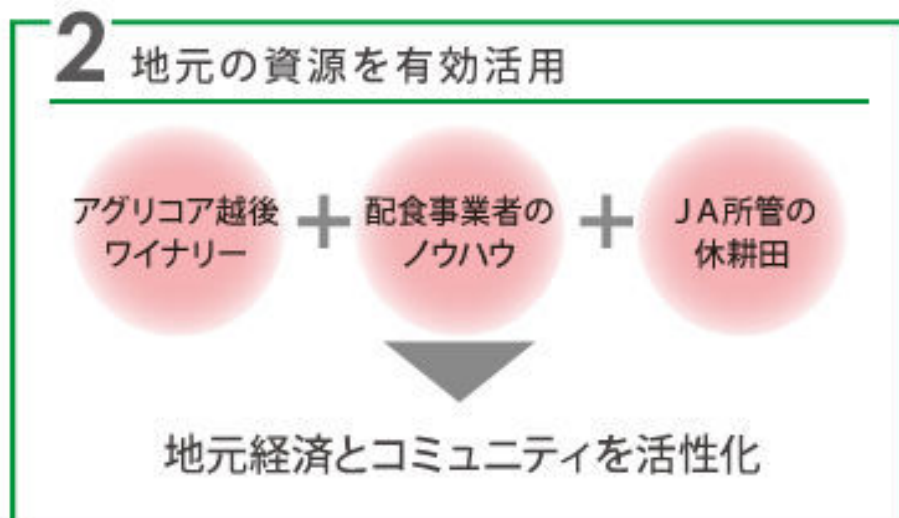 2 地元の資源を有効活用
アグリコア越後
ワイナリー
+
配食事業者の
ノウハウ
+
JA所管の
休耕田
地元経済とコミュニティを活性化